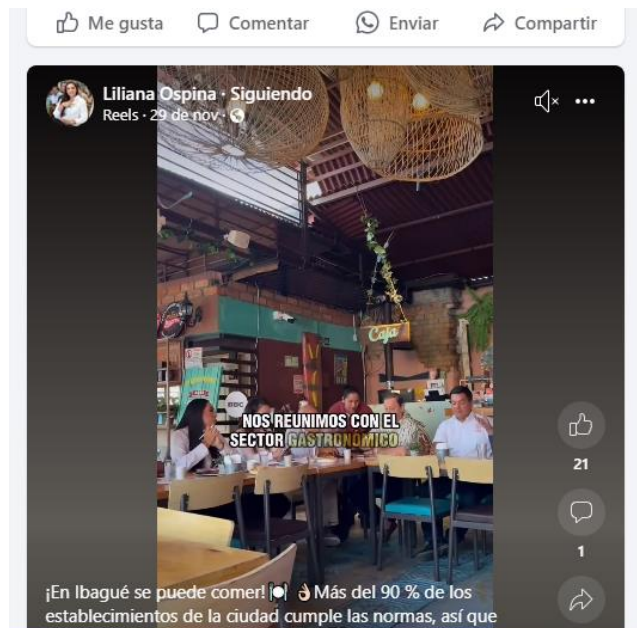 Me gusta Comentar Enviar Compartir
Liliana Ospina · Siguiendo
Reels · 29 de nov ·
Caja
NOS REUNIMOS CON EL
SECTOR GASTRONÓMICO
21
1
¡En Ibagué se puede comer! 🍽️ 👌🏻Más del 90 % de los
establecimientos de la ciudad cumple las normas, así que